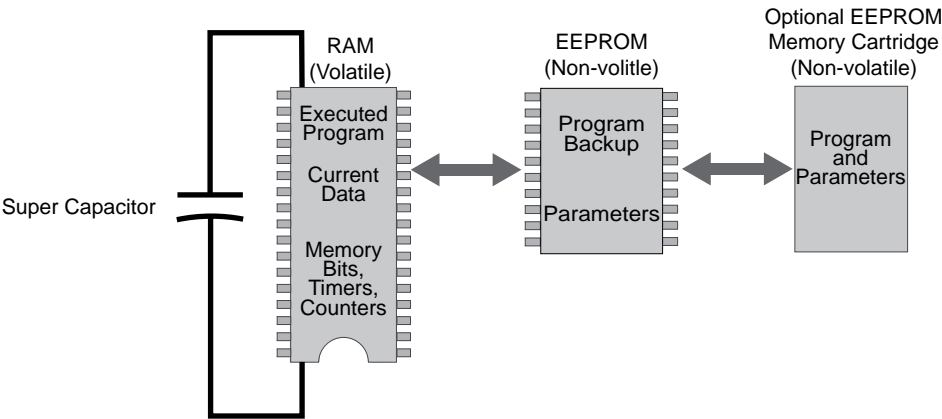 Optional EEPROM
Memory Cartridge
(Non-volatile)
RAM
(Volatile)
EEPROM
(Non-volitle)
Executed
Program
Current
Data
Memory
Bits,
Timers,
Counters
Program
Backup
Parameters
Program
and
Parameters
Super Capacitor